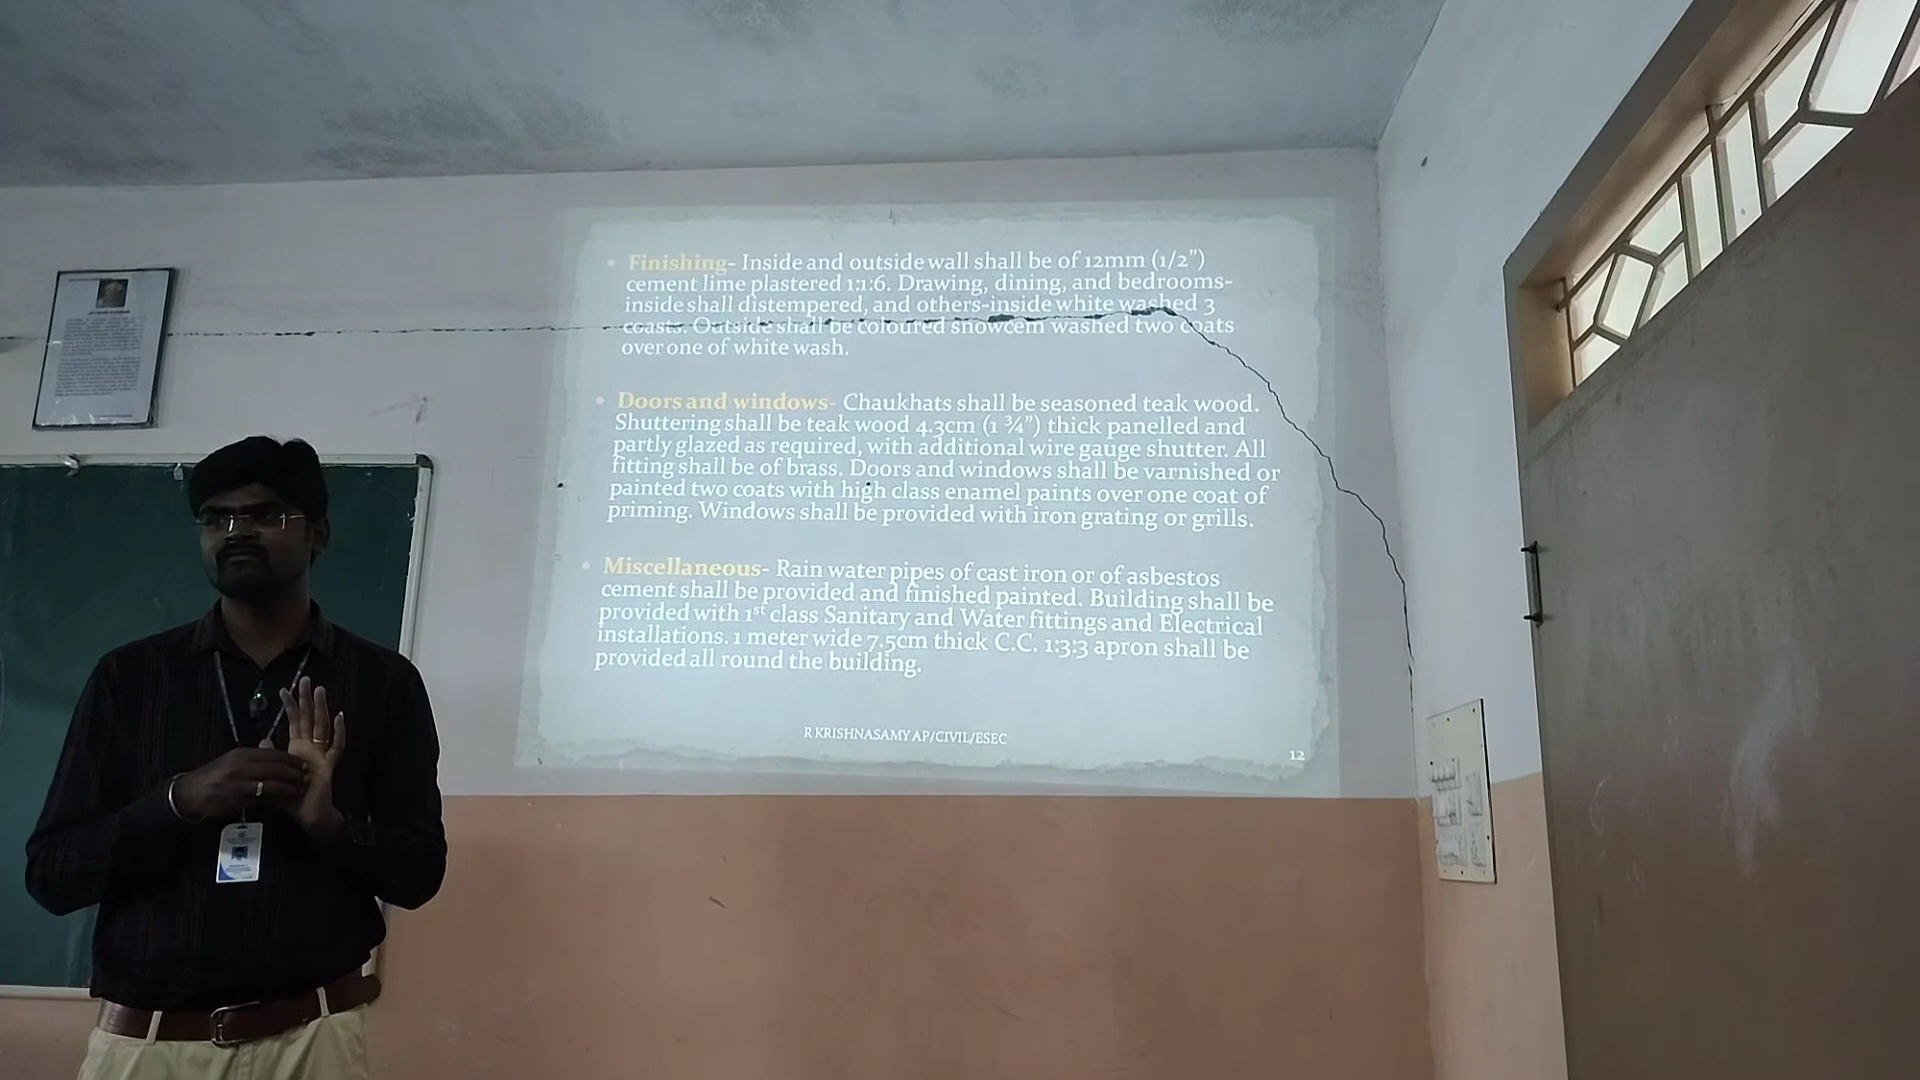 Finishing- Inside and outside wall shall be of 12mm (1/2”)
cement lime plastered 1:1:6. Drawing, dining, and bedrooms-
inside shall distempered, and others-inside white washed 3
coasts. Outside shall be coloured snowcem washed two coats
over one of white wash.
Doors and windows- Chaukhats shall be seasoned teak wood.
Shuttering shall be teak wood 4.3cm (1 ¾”) thick panelled and
partly glazed as required, with additional wire gauge shutter. All
fitting shall be of brass. Doors and windows shall be varnished or
painted two coats with high class enamel paints over one coat of
priming. Windows shall be provided with iron grating or grills.
Miscellaneous- Rain water pipes of cast iron or of asbestos
cement shall be provided and finished painted. Building shall be
provided with 1st class Sanitary and Water fittings and Electrical
installations. 1 meter wide 7.5cm thick C.C. 1:3:3 apron shall be
provided all round the building.
R KRISHNASAMY AP/CIVIL/ESEC
12